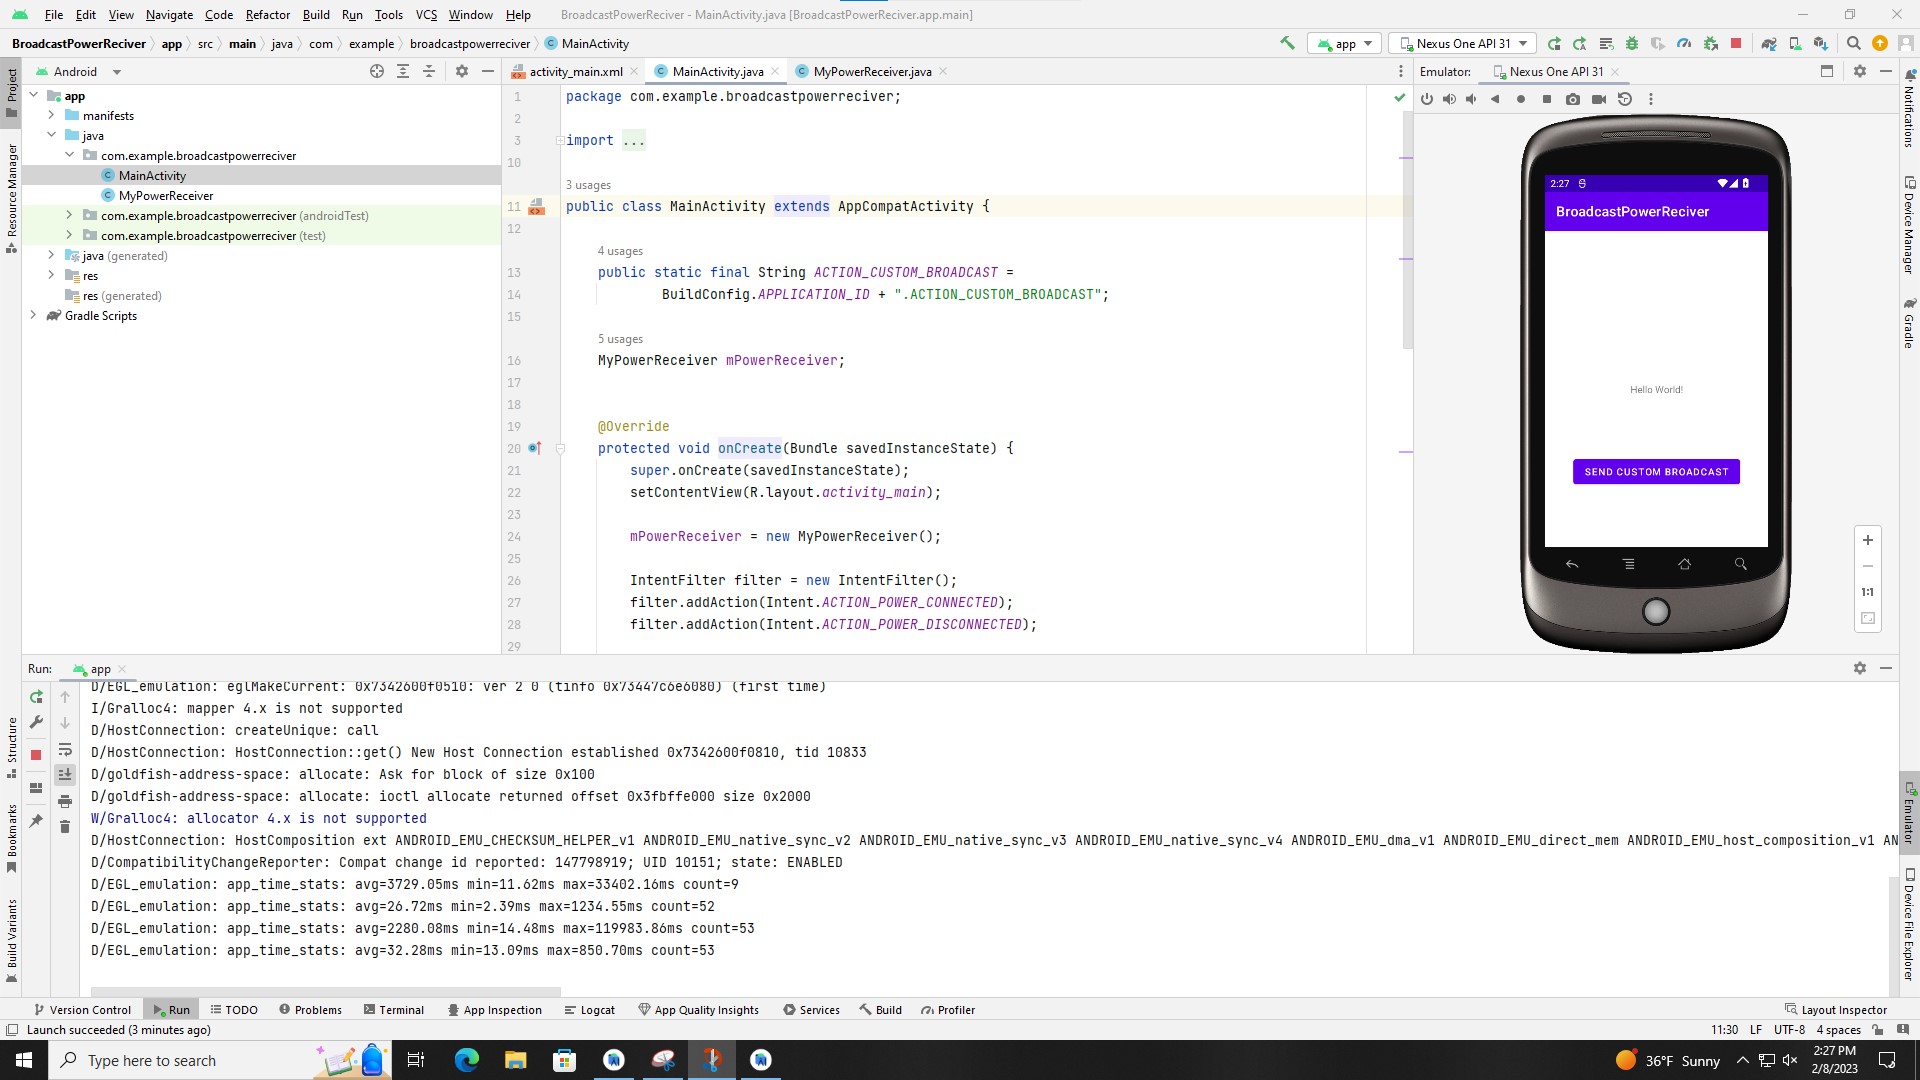 File Edit View Navigate Code Refactor Build Run Tools VCS Window Help BroadcastPowerReciver - MainActivity.java [BroadcastPowerReciver.app.main]
BroadcastPowerReciver app src main java com example broadcastpowerreciver MainActivity app Nexus One API 31
Project
Resource Manager
Structure
Bookmarks
Build Variants
Android
app
manifests
java
com.example.broadcastpowerreciver
MainActivity
MyPowerReceiver
com.example.broadcastpowerreciver (androidTest)
com.example.broadcastpowerreciver (test)
java (generated)
res
res (generated)
Gradle Scripts
activity_main.xml MainActivity.java MyPowerReceiver.java
1 package com.example.broadcastpowerreciver;
2
3 import ...
10
3 usages
11 public class MainActivity extends AppCompatActivity {
12
4 usages
13 public static final String ACTION_CUSTOM_BROADCAST =
14 BuildConfig.APPLICATION_ID + ".ACTION_CUSTOM_BROADCAST";
15
5 usages
16 MyPowerReceiver mPowerReceiver;
17
18
19 @Override
20 protected void onCreate(Bundle savedInstanceState) {
21 super.onCreate(savedInstanceState);
22 setContentView(R.layout.activity_main);
23
24 mPowerReceiver = new MyPowerReceiver();
25
26 IntentFilter filter = new IntentFilter();
27 filter.addAction(Intent.ACTION_POWER_CONNECTED);
28 filter.addAction(Intent.ACTION_POWER_DISCONNECTED);
29
Emulator: Nexus One API 31
2:27
BroadcastPowerReciver
Hello World!
SEND CUSTOM BROADCAST
1:1
Notifications
Device Manager
Gradle
Emulator
Device File Explorer
Run: app
D/EGL_emulation: eglMakeCurrent: 0x7342600f0510: ver 2 0 (tinfo 0x73447c6e6080) (first time)
I/Gralloc4: mapper 4.x is not supported
D/HostConnection: createUnique: call
D/HostConnection: HostConnection::get() New Host Connection established 0x7342600f0810, tid 10833
D/goldfish-address-space: allocate: Ask for block of size 0x100
D/goldfish-address-space: allocate: ioctl allocate returned offset 0x3fbffe000 size 0x2000
W/Gralloc4: allocator 4.x is not supported
D/HostConnection: HostComposition ext ANDROID_EMU_CHECKSUM_HELPER_v1 ANDROID_EMU_native_sync_v2 ANDROID_EMU_native_sync_v3 ANDROID_EMU_native_sync_v4 ANDROID_EMU_dma_v1 ANDROID_EMU_direct_mem ANDROID_EMU_host_composition_v1 AN
D/CompatibilityChangeReporter: Compat change id reported: 147798919; UID 10151; state: ENABLED
D/EGL_emulation: app_time_stats: avg=3729.05ms min=11.62ms max=33402.16ms count=9
D/EGL_emulation: app_time_stats: avg=26.72ms min=2.39ms max=1234.55ms count=52
D/EGL_emulation: app_time_stats: avg=2280.08ms min=14.48ms max=119983.86ms count=53
D/EGL_emulation: app_time_stats: avg=32.28ms min=13.09ms max=850.70ms count=53
Version Control Run TODO Problems Terminal App Inspection Logcat App Quality Insights Services Build Profiler Layout Inspector
Launch succeeded (3 minutes ago) 11:30 LF UTF-8 4 spaces
Type here to search 36°F Sunny 2:27 PM
2/8/2023